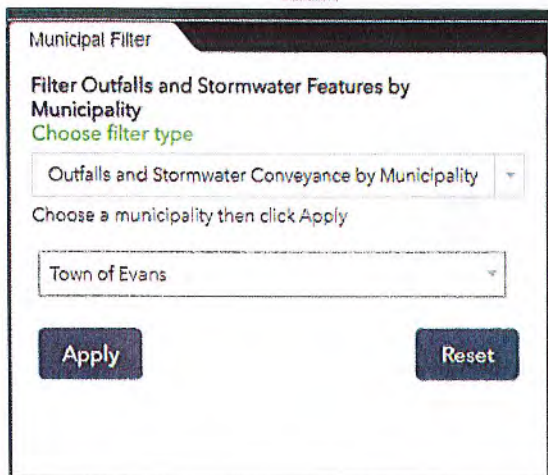 Municipal Filter
Filter Outfalls and Stormwater Features by
Municipality
Choose filter type
Outfalls and Stormwater Conveyance by Municipality
Choose a municipality then click Apply
Town of Evans
Apply
Reset